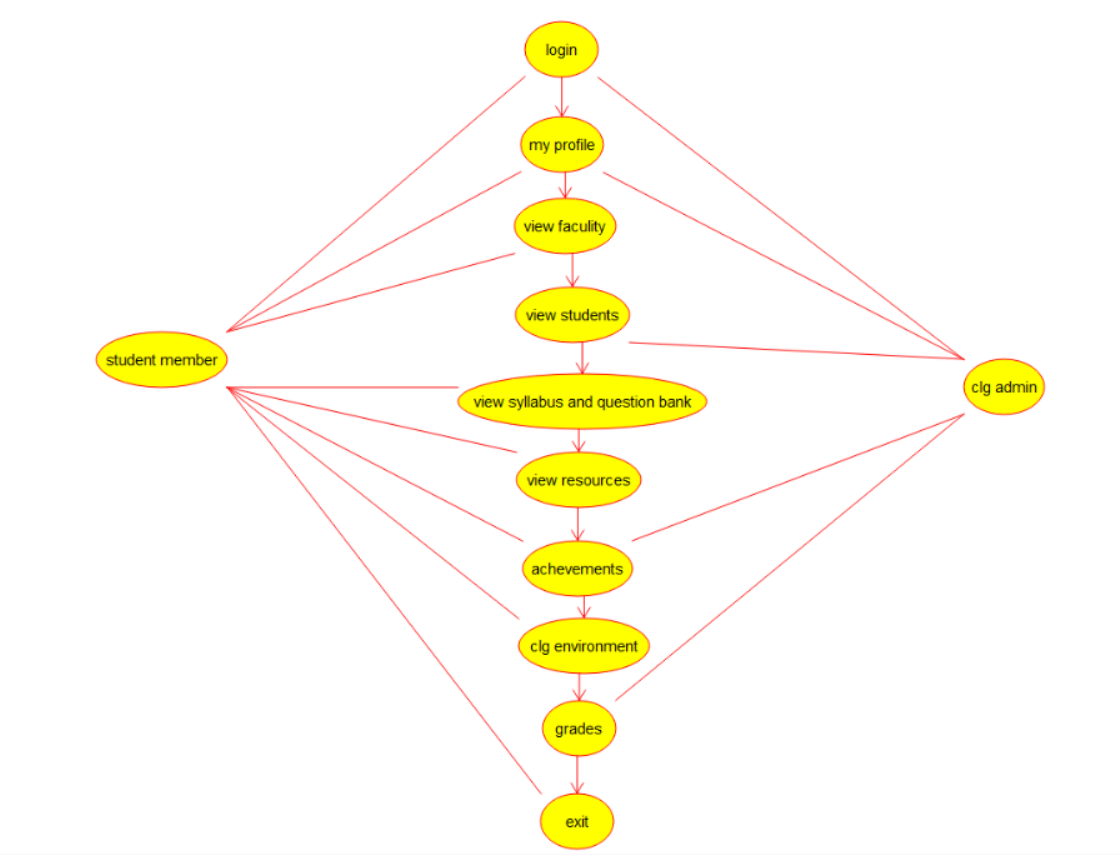 login
my profile
view faculity
view students
student member
clg admin
view syllabus and question bank
view resources
achevements
clg environment
grades
exit